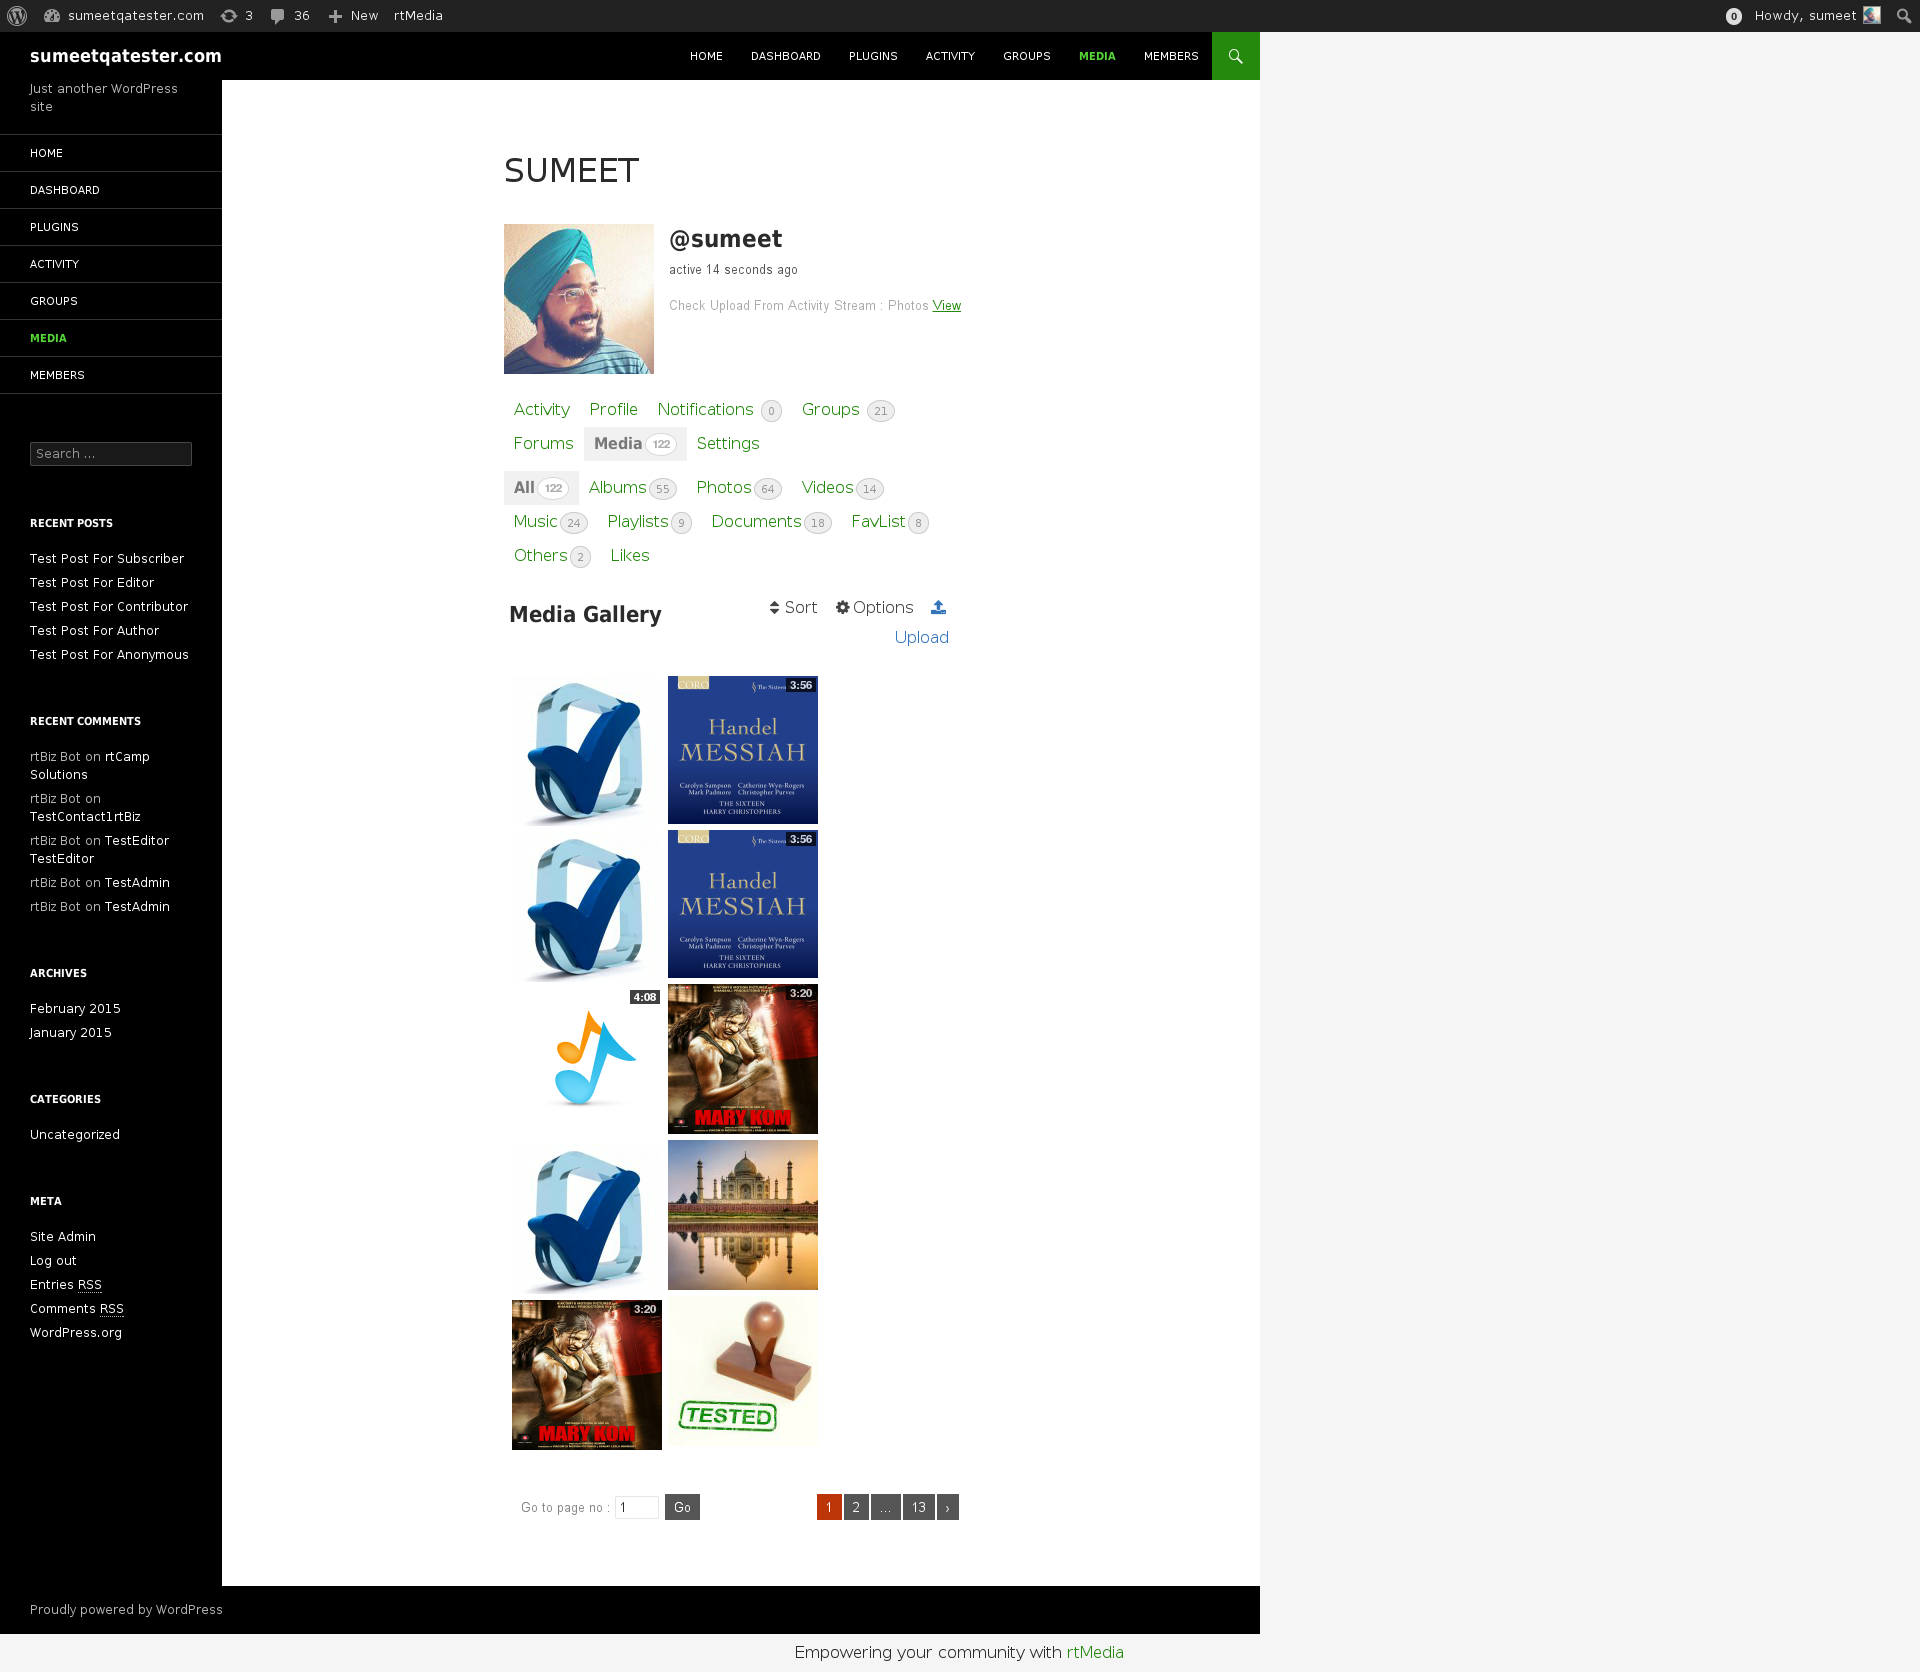 sumeetqatester.com 3 36 New rtMedia 0 Howdy, sumeet
sumeetqatester.com
HOME DASHBOARD PLUGINS ACTIVITY GROUPS MEDIA MEMBERS
Just another WordPress
site
HOME
DASHBOARD
PLUGINS
ACTIVITY
GROUPS
MEDIA
MEMBERS
Search ...
RECENT POSTS
Test Post For Subscriber
Test Post For Editor
Test Post For Contributor
Test Post For Author
Test Post For Anonymous
RECENT COMMENTS
rtBiz Bot on rtCamp
Solutions
rtBiz Bot on
TestContact1rtBiz
rtBiz Bot on TestEditor
TestEditor
rtBiz Bot on TestAdmin
rtBiz Bot on TestAdmin
ARCHIVES
February 2015
January 2015
CATEGORIES
Uncategorized
META
Site Admin
Log out
Entries RSS
Comments RSS
WordPress.org
SUMEET
@sumeet
active 14 seconds ago
Check Upload From Activity Stream : Photos View
Activity Profile Notifications 0 Groups 21
Forums Media 122 Settings
All 122 Albums 55 Photos 64 Videos 14
Music 24 Playlists 9 Documents 18 FavList 8
Others 2 Likes
Media Gallery
Sort Options
Upload
CORO The Sixteen 3:56
Handel
MESSIAH
Carolyn Sampson Catherine Wyn-Rogers
Mark Padmore Christopher Purves
THE SIXTEEN
HARRY CHRISTOPHERS
CORO The Sixteen 3:56
Handel
MESSIAH
Carolyn Sampson Catherine Wyn-Rogers
Mark Padmore Christopher Purves
THE SIXTEEN
HARRY CHRISTOPHERS
4:08
3:20
MARY KOM
3:20
MARY KOM
TESTED
Go to page no : 1 Go
1 2 ... 13 ›
Proudly powered by WordPress
Empowering your community with rtMedia